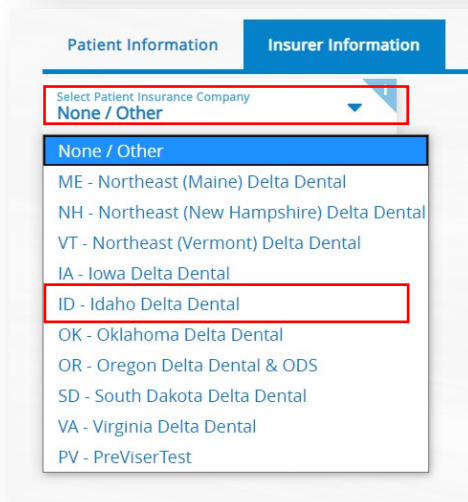 Patient Information Insurer Information
Select Patient Insurance Company
None / Other
None / Other
ME - Northeast (Maine) Delta Dental
NH - Northeast (New Hampshire) Delta Dental
VT - Northeast (Vermont) Delta Dental
IA - Iowa Delta Dental
ID - Idaho Delta Dental
OK - Oklahoma Delta Dental
OR - Oregon Delta Dental & ODS
SD - South Dakota Delta Dental
VA - Virginia Delta Dental
PV - PreViserTest